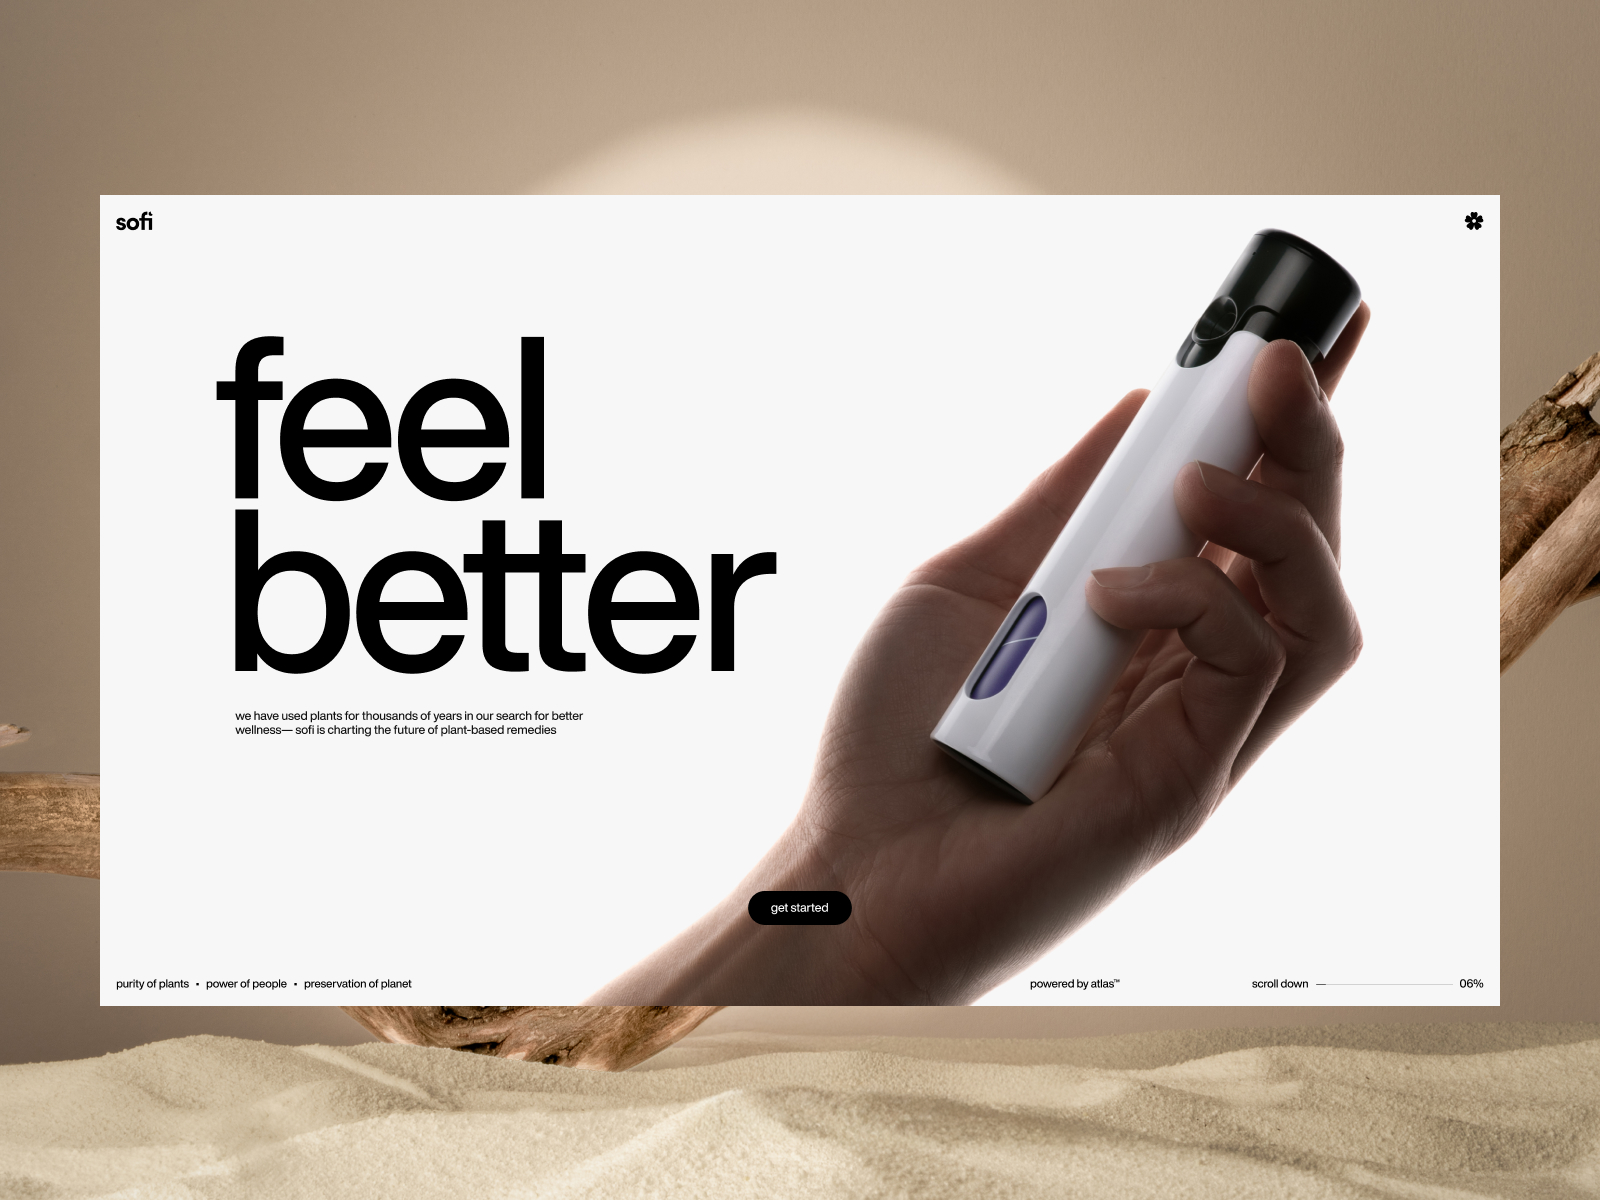 sofi
feel
better
we have used plants for thousands of years in our search for better
wellness— sofi is charting the future of plant-based remedies
get started
purity of plants • power of people • preservation of planet
powered by atlas™
scroll down 06%